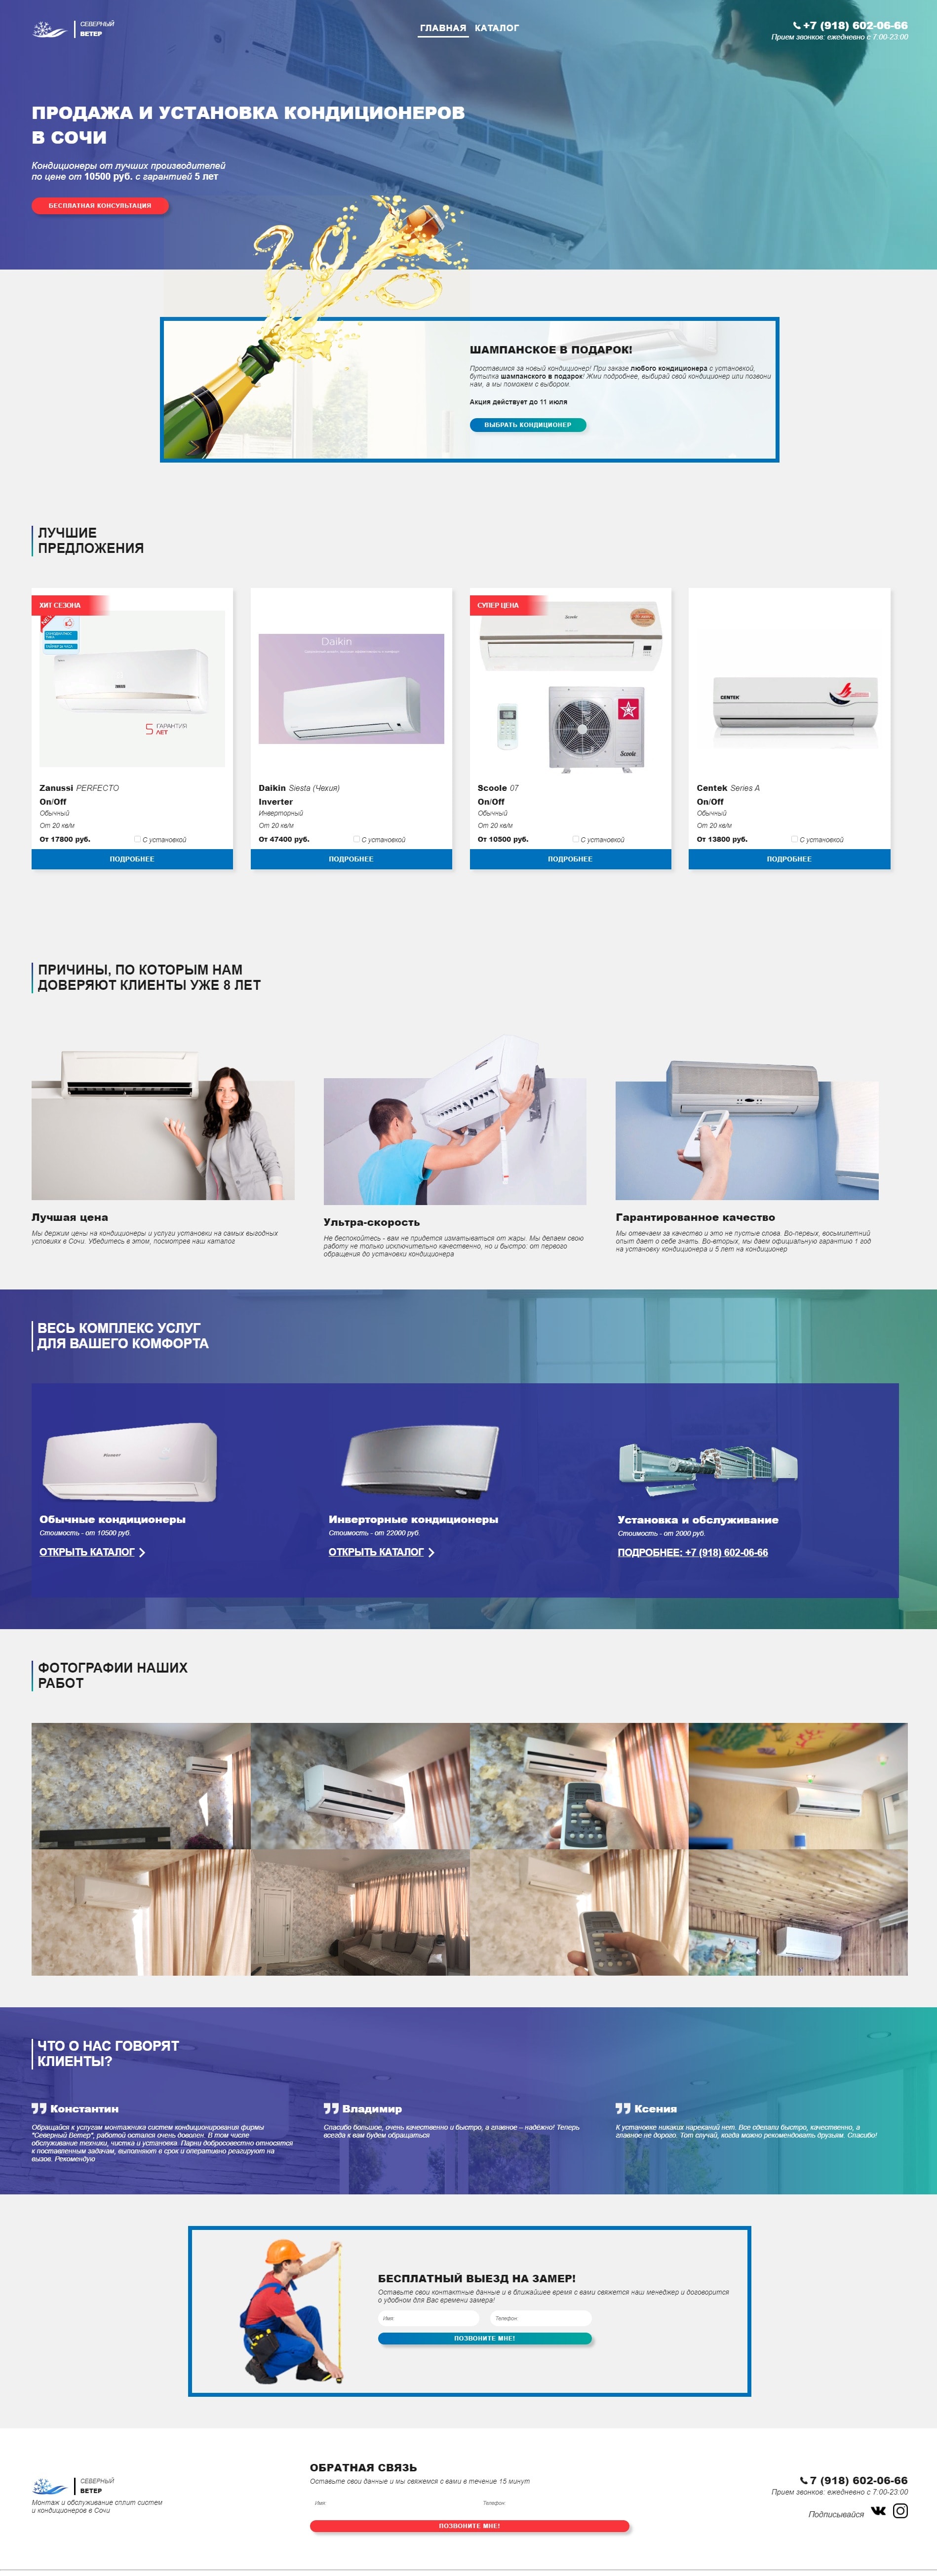 СЕВЕРНЫЙ
ВЕТЕР
ГЛАВНАЯ КАТАЛОГ
+7 (918) 602-06-66
Прием звонков: ежедневно с 7:00-23:00
ПРОДАЖА И УСТАНОВКА КОНДИЦИОНЕРОВ
В СОЧИ
Кондиционеры от лучших производителей
по цене от 10500 руб. с гарантией 5 лет
БЕСПЛАТНАЯ КОНСУЛЬТАЦИЯ
ШАМПАНСКОЕ В ПОДАРОК!
Проставимся за новый кондиционер! При заказе любого кондиционера с установкой,
бутылка шампанского в подарок! Жми подробнее, выбирай свой кондиционер или позвони
нам, а мы поможем с выбором.
Акция действует до 11 июля
ВЫБРАТЬ КОНДИЦИОНЕР
ЛУЧШИЕ
ПРЕДЛОЖЕНИЯ
ХИТ СЕЗОНА
NEW
5 ГАРАНТИЯ
ЛЕТ
Zanussi PERFECTO
On/Off
Обычный
От 20 кв/м
От 17800 руб.
С установкой
ПОДРОБНЕЕ
Daikin
Daikin Siesta (Чехия)
Inverter
Инверторный
От 20 кв/м
От 47400 руб.
С установкой
ПОДРОБНЕЕ
СУПЕР ЦЕНА
Scoole
Scoole
Scoole 07
On/Off
Обычный
От 20 кв/м
От 10500 руб.
С установкой
ПОДРОБНЕЕ
CENTEK
Centek Series A
On/Off
Обычный
От 20 кв/м
От 13800 руб.
С установкой
ПОДРОБНЕЕ
ПРИЧИНЫ, ПО КОТОРЫМ НАМ
ДОВЕРЯЮТ КЛИЕНТЫ УЖЕ 8 ЛЕТ
Лучшая цена
Мы держим цены на кондиционеры и услуги установки на самых выгодных
условиях в Сочи. Убедитесь в этом, посмотрев наш каталог
Ультра-скорость
Не беспокойтесь - вам не придется изматываться от жары. Мы делаем свою
работу не только исключительно качественно, но и быстро: от первого
обращения до установки кондиционера
Гарантированное качество
Мы отвечаем за качество и это не пустые слова. Во-первых, восьмилетний
опыт дает о себе знать. Во-вторых, мы даем официальную гарантию 1 год
на установку кондиционера и 5 лет на кондиционер
ВЕСЬ КОМПЛЕКС УСЛУГ
ДЛЯ ВАШЕГО КОМФОРТА
Обычные кондиционеры
Стоимость - от 10500 руб.
ОТКРЫТЬ КАТАЛОГ
Инверторные кондиционеры
Стоимость - от 22000 руб.
ОТКРЫТЬ КАТАЛОГ
Установка и обслуживание
Стоимость - от 2000 руб.
ПОДРОБНЕЕ: +7 (918) 602-06-66
ФОТОГРАФИИ НАШИХ
РАБОТ
ЧТО О НАС ГОВОРЯТ
КЛИЕНТЫ?
Константин
Обращайся к услугам монтажника систем кондиционирования фирмы
"Северный Ветер", работой остался очень доволен. В том числе
обслуживание техники, чистка и установка. Парни добросовестно относятся
к поставленным задачам, выполняют в срок и оперативно реагируют на
вызов. Рекомендую
Владимир
Спасибо большое, очень качественно и быстро, а главное – надёжно! Теперь
всегда к вам будем обращаться
Ксения
К установке никаких нареканий нет. Все сделали быстро, качественно, а
главное не дорого. Тот случай, когда можно рекомендовать друзьям. Спасибо!
БЕСПЛАТНЫЙ ВЫЕЗД НА ЗАМЕР!
Оставьте свои контактные данные и в ближайшее время с вами свяжется наш менеджер и договорится
о удобном для Вас времени замера!
Имя:
Телефон:
ПОЗВОНИТЕ МНЕ!
СЕВЕРНЫЙ
ВЕТЕР
Монтаж и обслуживание сплит систем
и кондиционеров в Сочи
ОБРАТНАЯ СВЯЗЬ
Оставьте свои данные и мы свяжемся с вами в течение 15 минут
Имя:
Телефон:
ПОЗВОНИТЕ МНЕ!
7 (918) 602-06-66
Прием звонков: ежедневно с 7:00-23:00
Подписывайся